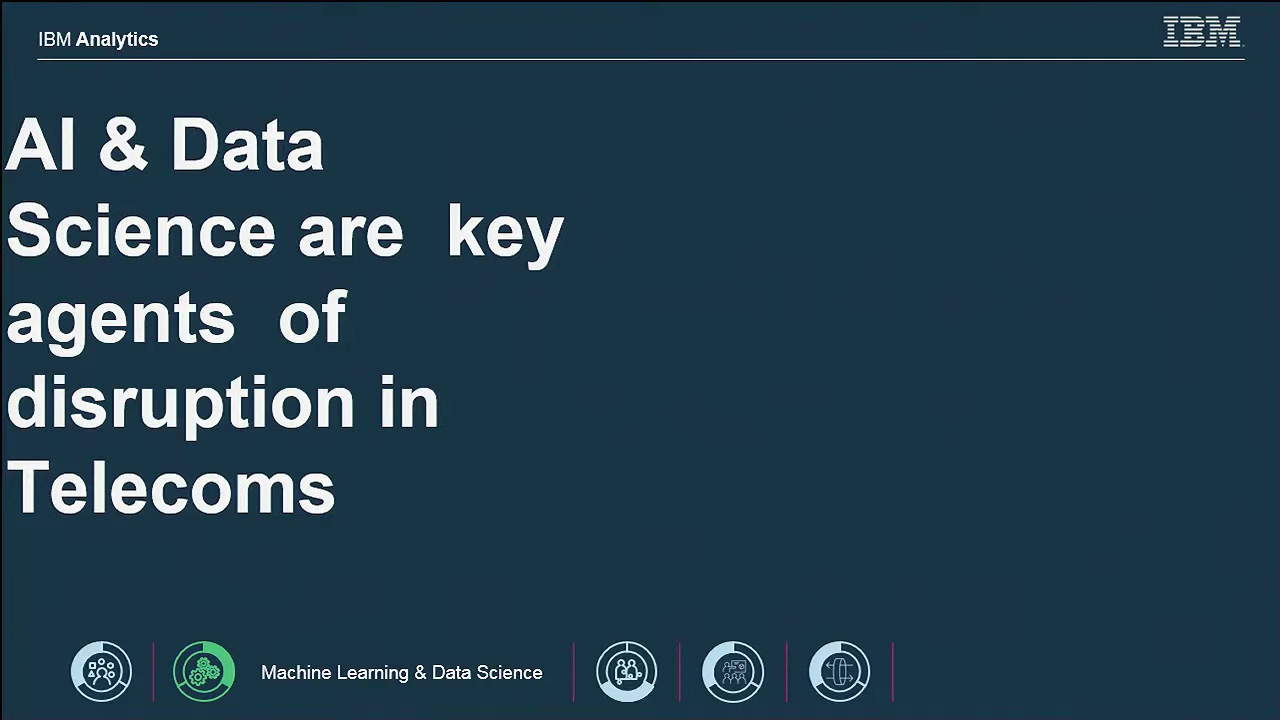 IBM Analytics
IBM
AI & Data
Science are key
agents of
disruption in
Telecoms
Machine Learning & Data Science